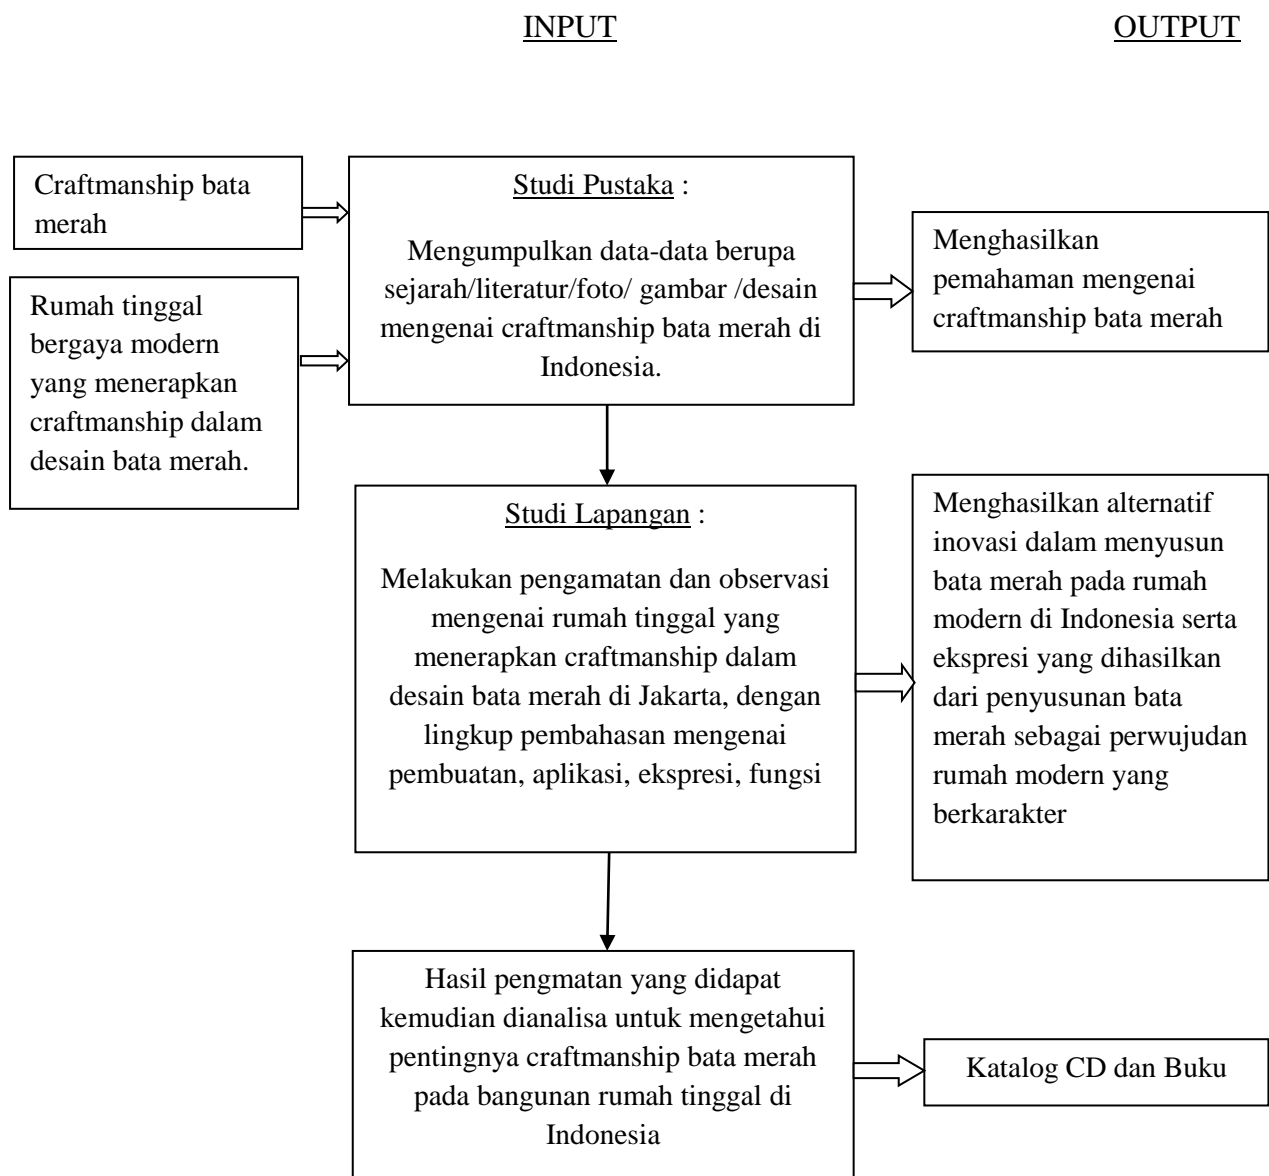 INPUT
OUTPUT
Craftmanship bata
merah
Rumah tinggal
bergaya modern
yang menerapkan
craftmanship dalam
desain bata merah.
Studi Pustaka :
Mengumpulkan data-data berupa
sejarah/literatur/foto/ gambar /desain
mengenai craftmanship bata merah di
Indonesia.
Menghasilkan
pemahaman mengenai
craftmanship bata merah
Studi Lapangan :
Melakukan pengamatan dan observasi
mengenai rumah tinggal yang
menerapkan craftmanship dalam
desain bata merah di Jakarta, dengan
lingkup pembahasan mengenai
pembuatan, aplikasi, ekspresi, fungsi
Menghasilkan alternatif
inovasi dalam menyusun
bata merah pada rumah
modern di Indonesia serta
ekspresi yang dihasilkan
dari penyusunan bata
merah sebagai perwujudan
rumah modern yang
berkarakter
Hasil pengmatan yang didapat
kemudian dianalisa untuk mengetahui
pentingnya craftmanship bata merah
pada bangunan rumah tinggal di
Indonesia
Katalog CD dan Buku